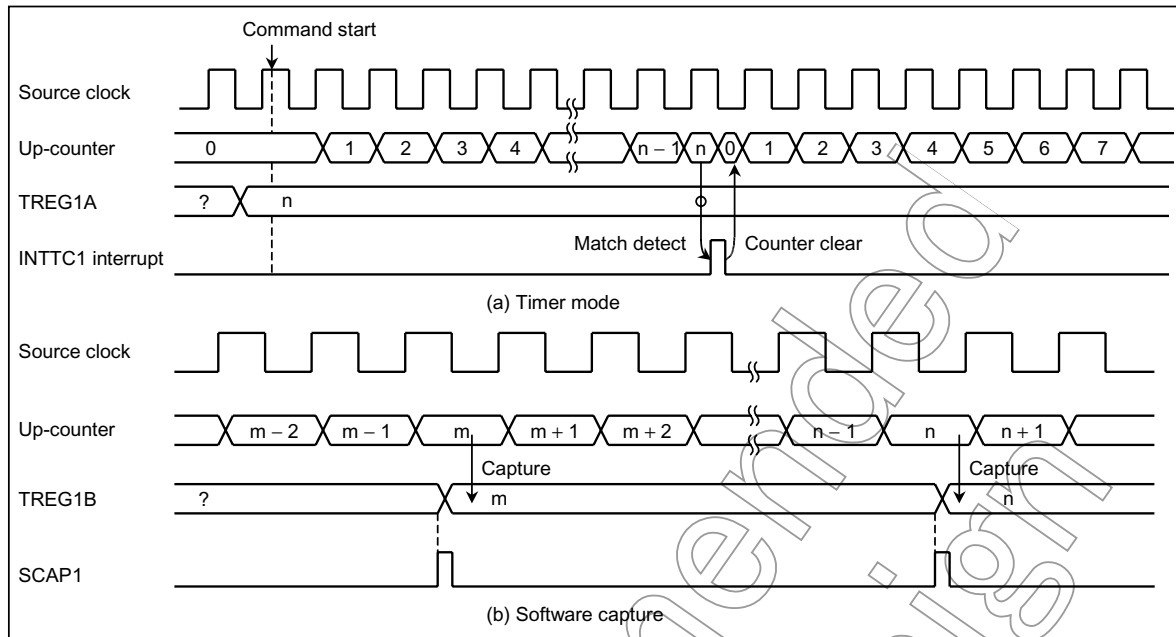 Command start
Source clock
Up-counter 0 1 2 3 4 n − 1 n 0 1 2 3 4 5 6 7
TREG1A ? n
Match detect Counter clear
INTTC1 interrupt
(a) Timer mode
Source clock
Up-counter m − 2 m − 1 m m + 1 m + 2 n − 1 n n + 1
Capture Capture
TREG1B ? m n
SCAP1
(b) Software capture